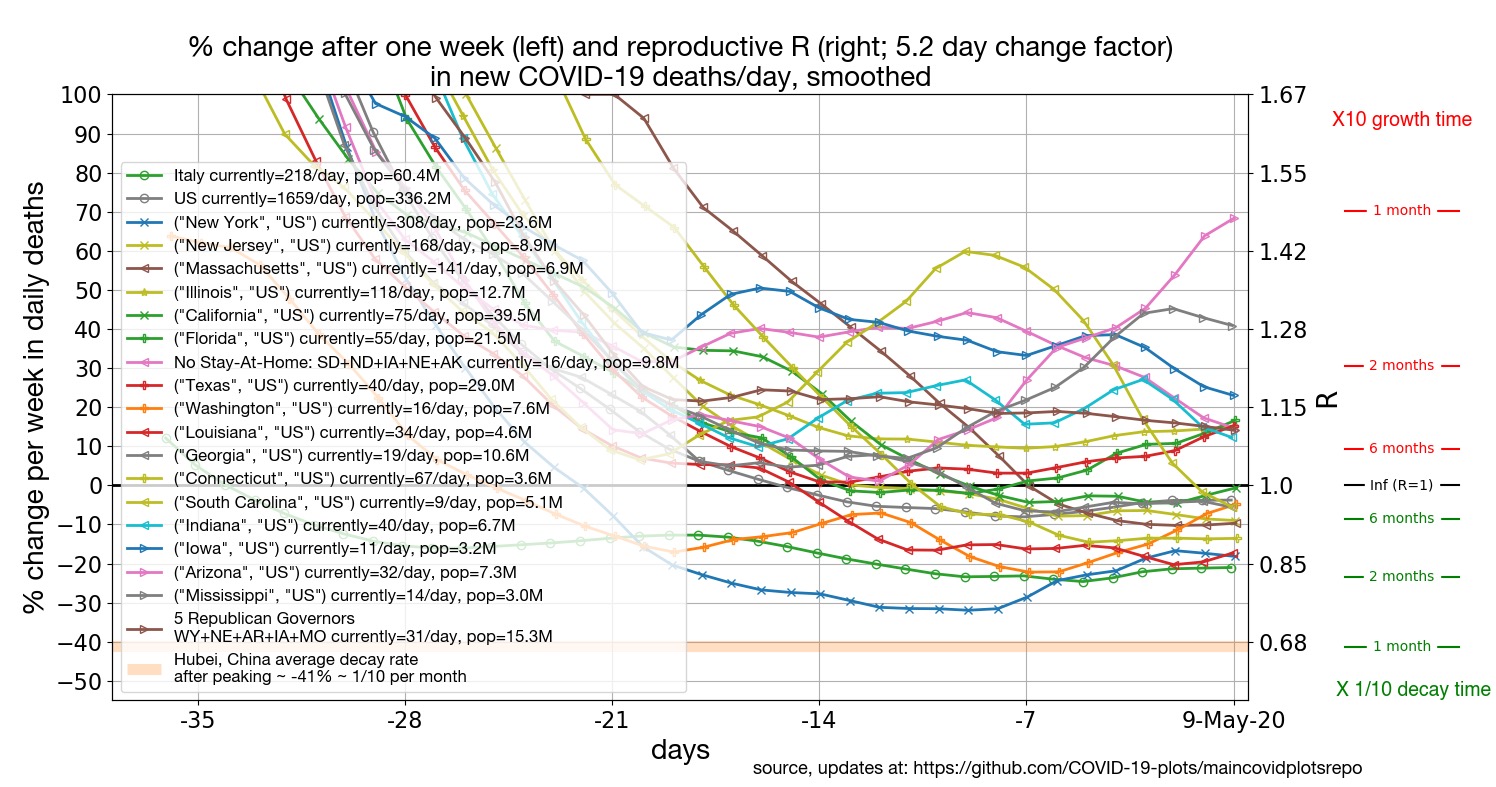 % change after one week (left) and reproductive R (right; 5.2 day change factor)
in new COVID-19 deaths/day, smoothed
% change per week in daily deaths
100
90
80
70
60
50
40
30
20
10
0
−10
−20
−30
−40
−50
Italy currently=218/day, pop=60.4M
US currently=1659/day, pop=336.2M
("New York", "US") currently=308/day, pop=23.6M
("New Jersey", "US") currently=168/day, pop=8.9M
("Massachusetts", "US") currently=141/day, pop=6.9M
("Illinois", "US") currently=118/day, pop=12.7M
("California", "US") currently=75/day, pop=39.5M
("Florida", "US") currently=55/day, pop=21.5M
No Stay-At-Home: SD+ND+IA+NE+AK currently=16/day, pop=9.8M
("Texas", "US") currently=40/day, pop=29.0M
("Washington", "US") currently=16/day, pop=7.6M
("Louisiana", "US") currently=34/day, pop=4.6M
("Georgia", "US") currently=19/day, pop=10.6M
("Connecticut", "US") currently=67/day, pop=3.6M
("South Carolina", "US") currently=9/day, pop=5.1M
("Indiana", "US") currently=40/day, pop=6.7M
("Iowa", "US") currently=11/day, pop=3.2M
("Arizona", "US") currently=32/day, pop=7.3M
("Mississippi", "US") currently=14/day, pop=3.0M
5 Republican Governors
WY+NE+AR+IA+MO currently=31/day, pop=15.3M
Hubei, China average decay rate
after peaking ~ -41% ~ 1/10 per month
-35
-28
-21
-14
-7
9-May-20
days
1.67
1.55
1.42
1.28
1.15
1.0
0.85
0.68
R
X10 growth time
1 month
2 months
6 months
Inf (R=1)
6 months
2 months
1 month
X 1/10 decay time
source, updates at: https://github.com/COVID-19-plots/maincovidplotsrepo